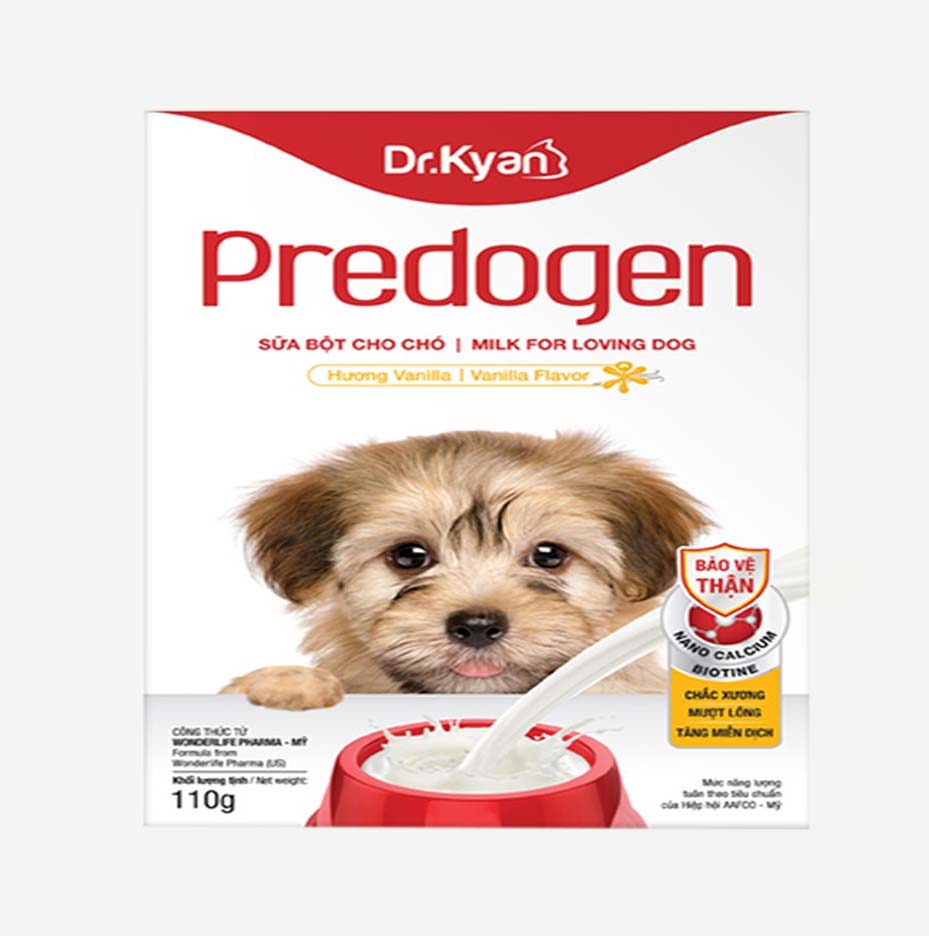 Dr.Kyan
Predogen
SỮA BỘT CHO CHÓ | MILK FOR LOVING DOG
Hương Vanilla | Vanilla Flavor
BẢO VỆ
THẬN
NANO CALCIUM
BIOTINE
CHẮC XƯƠNG
MƯỢT LÔNG
TĂNG MIỄN DỊCH
CÔNG THỨC TỪ
WONDERLIFE PHARMA - MỸ
Formula from
Wonderlife Pharma (US)
Khối lượng tịnh / Net weight:
110g
Mức năng lượng
tuân theo tiêu chuẩn
của Hiệp hội AAFCO - Mỹ